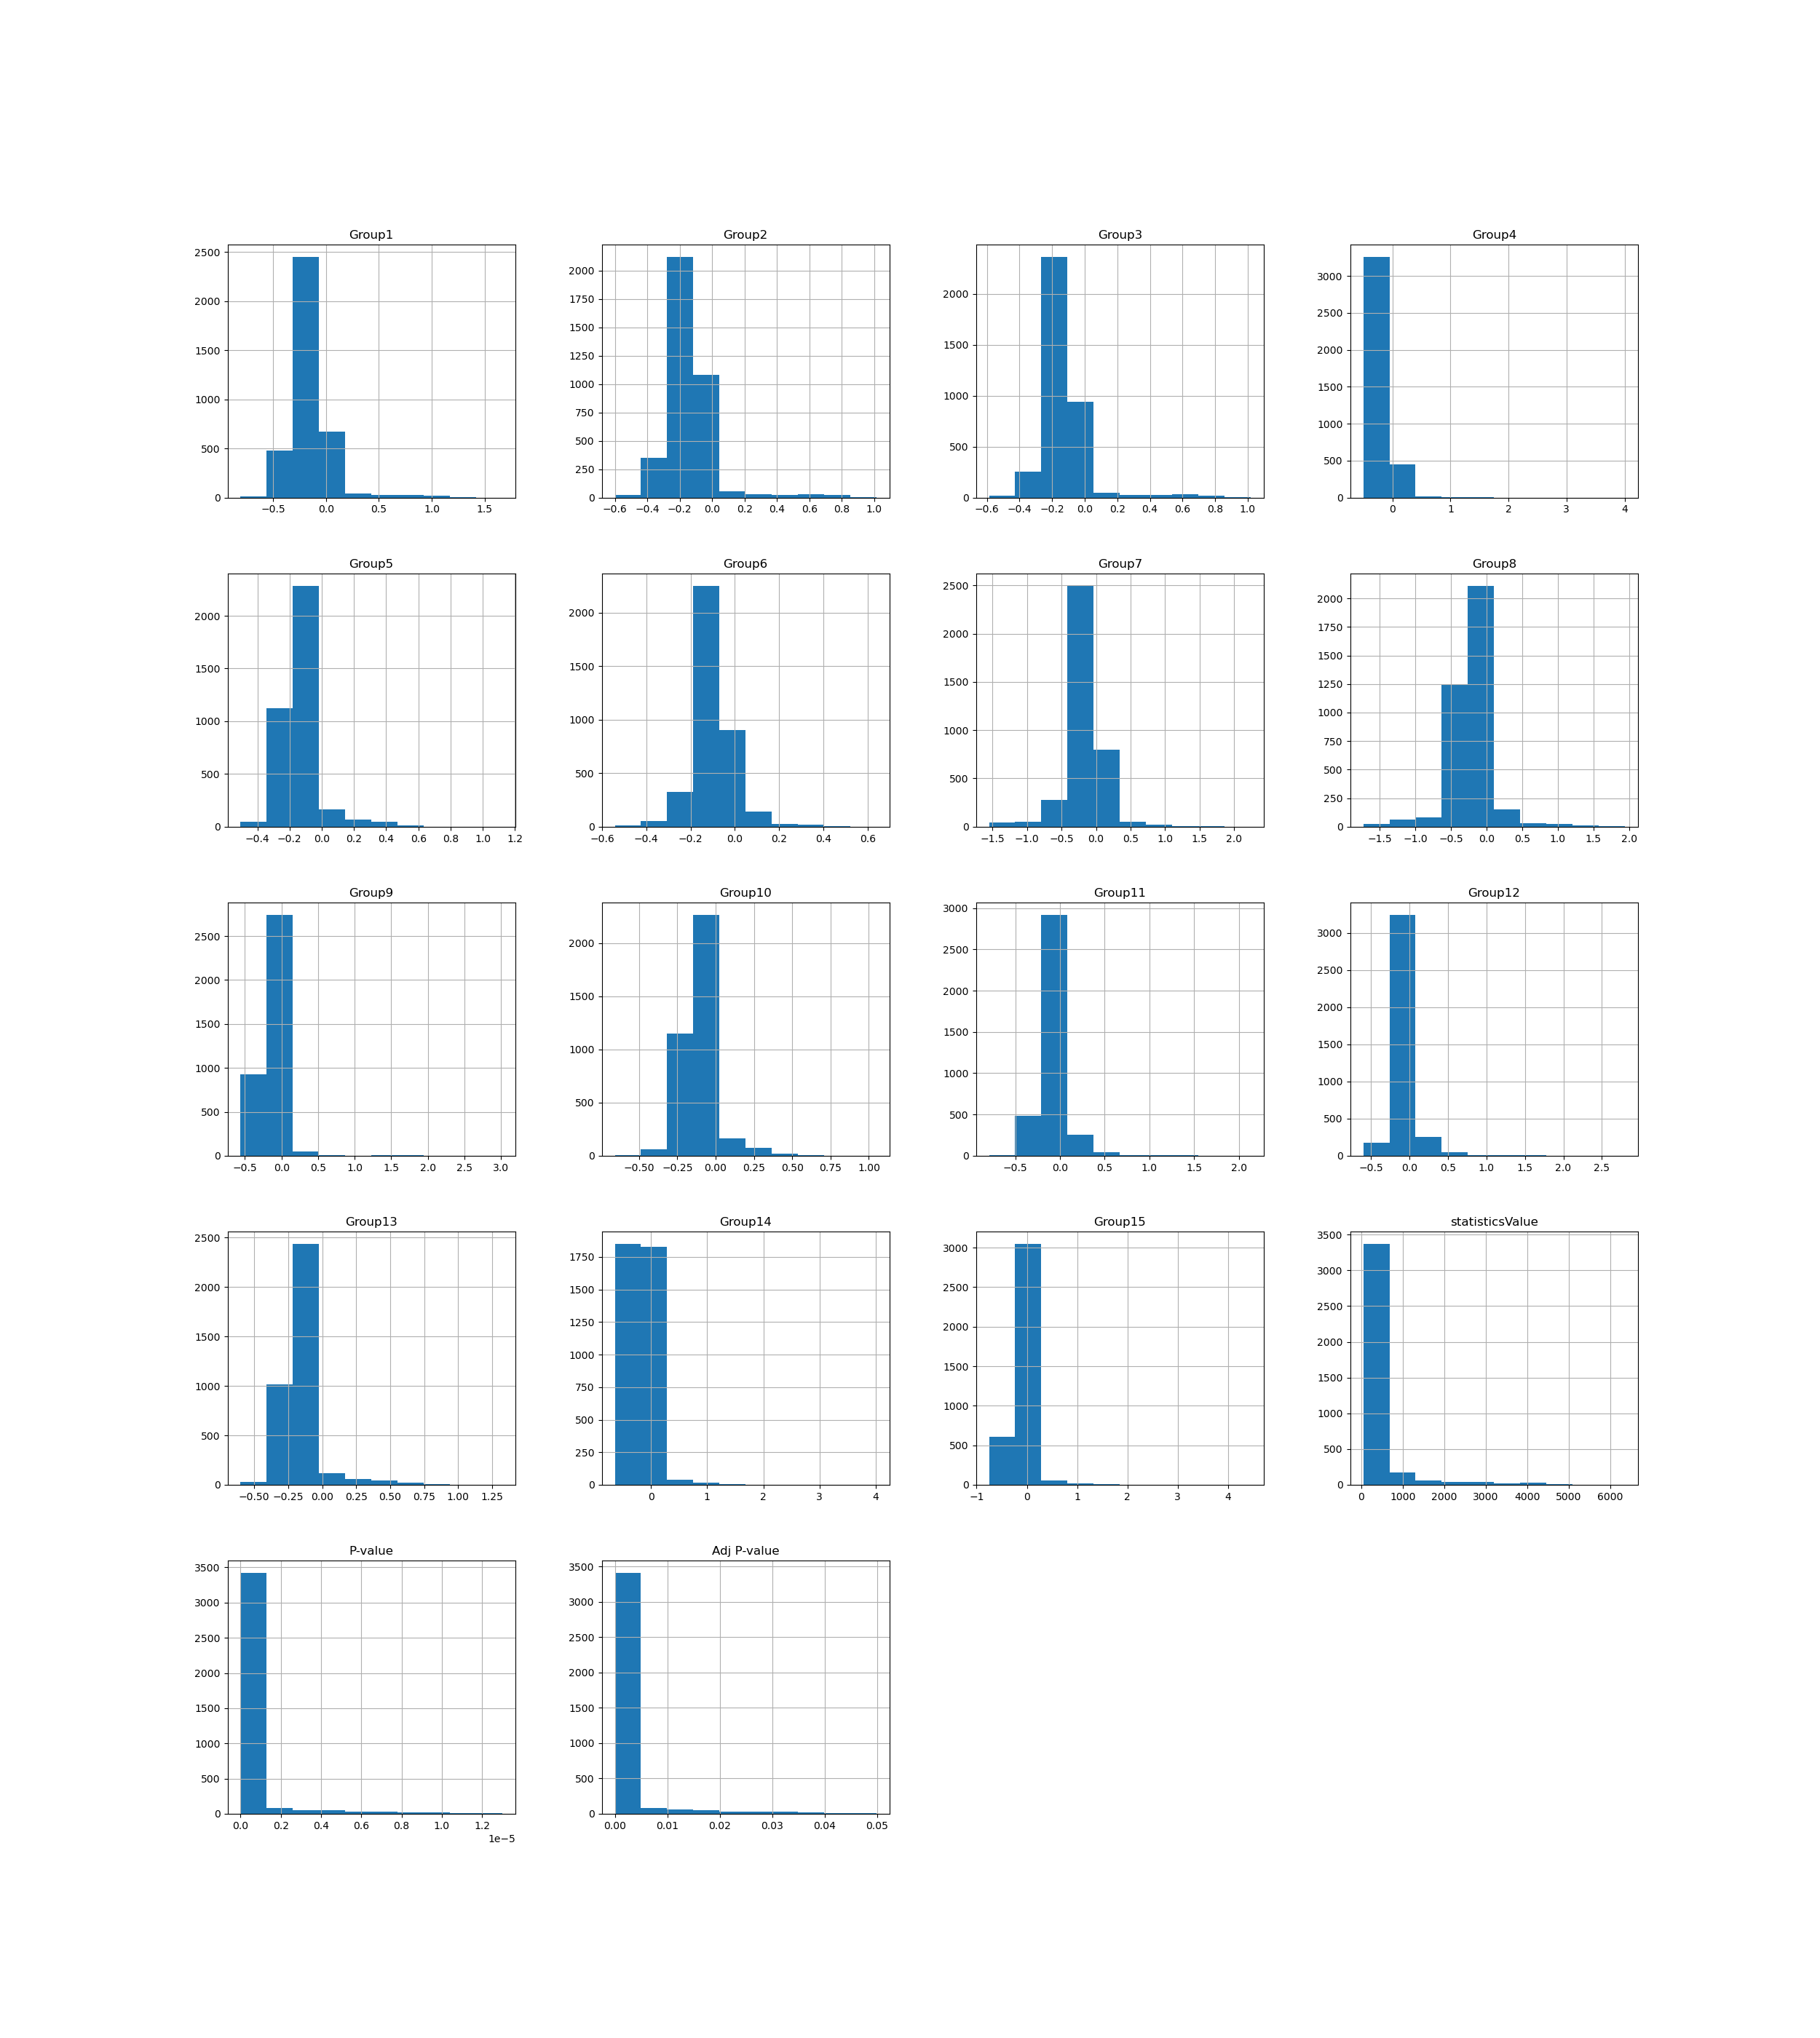 Group1 Group2 Group3 Group4
2500 2000 1500 1000 500 0
−0.5 0.0 0.5 1.0 1.5
2000 1750 1500 1250 1000 750 500 250 0
−0.6 −0.4 −0.2 0.0 0.2 0.4 0.6 0.8 1.0
2000 1500 1000 500 0
−0.6 −0.4 −0.2 0.0 0.2 0.4 0.6 0.8 1.0
3000 2500 2000 1500 1000 500 0
0 1 2 3 4
Group5 Group6 Group7 Group8
2000 1500 1000 500 0
−0.4 −0.2 0.0 0.2 0.4 0.6 0.8 1.0 1.2
2000 1500 1000 500 0
−0.6 −0.4 −0.2 0.0 0.2 0.4 0.6
2500 2000 1500 1000 500 0
−1.5 −1.0 −0.5 0.0 0.5 1.0 1.5 2.0
2000 1750 1500 1250 1000 750 500 250 0
−1.5 −1.0 −0.5 0.0 0.5 1.0 1.5 2.0
Group9 Group10 Group11 Group12
2500 2000 1500 1000 500 0
−0.5 0.0 0.5 1.0 1.5 2.0 2.5 3.0
2000 1500 1000 500 0
−0.50 −0.25 0.00 0.25 0.50 0.75 1.00
3000 2500 2000 1500 1000 500 0
−0.5 0.0 0.5 1.0 1.5 2.0
3000 2500 2000 1500 1000 500 0
−0.5 0.0 0.5 1.0 1.5 2.0 2.5
Group13 Group14 Group15 statisticsValue
2500 2000 1500 1000 500 0
−0.50 −0.25 0.00 0.25 0.50 0.75 1.00 1.25
1750 1500 1250 1000 750 500 250 0
0 1 2 3 4
3000 2500 2000 1500 1000 500 0
−1 0 1 2 3 4
3500 3000 2500 2000 1500 1000 500 0
0 1000 2000 3000 4000 5000 6000
P-value Adj P-value
3500 3000 2500 2000 1500 1000 500 0
0.0 0.2 0.4 0.6 0.8 1.0 1.2
1e−5
3500 3000 2500 2000 1500 1000 500 0
0.00 0.01 0.02 0.03 0.04 0.05